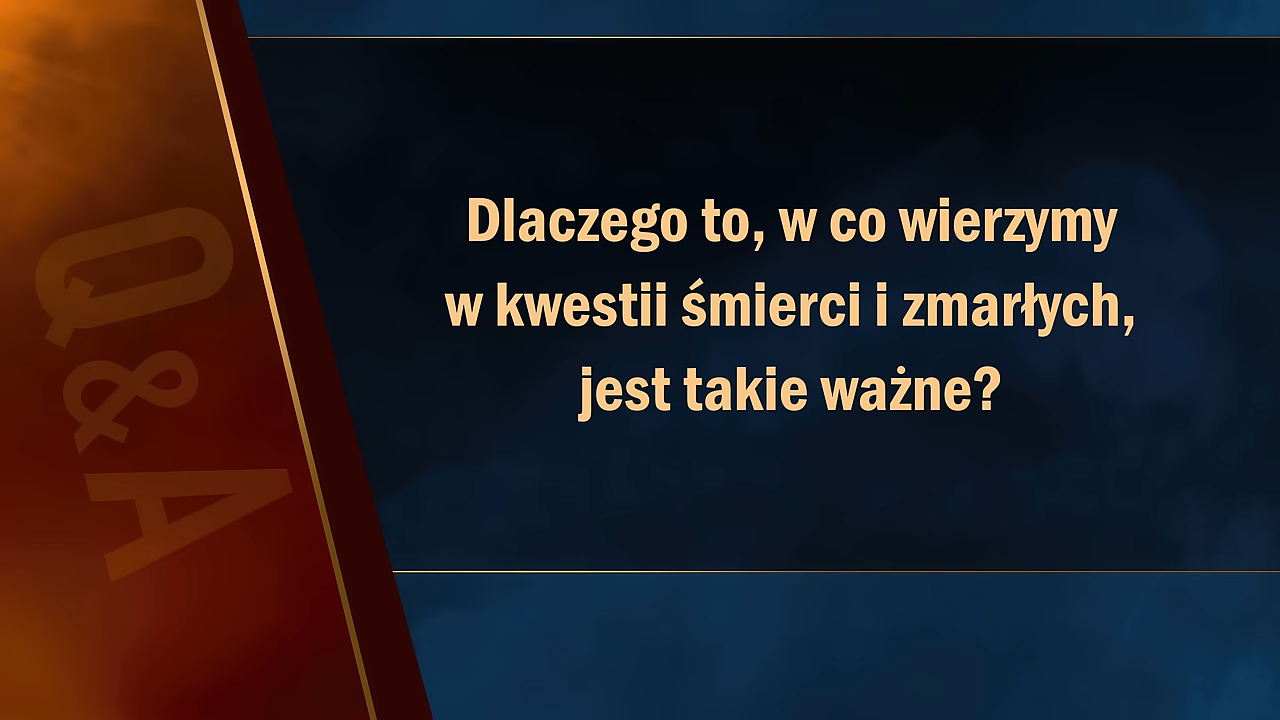 Dlaczego to, w co wierzymy
w kwestii śmierci i zmarłych,
jest takie ważne?
Q & A